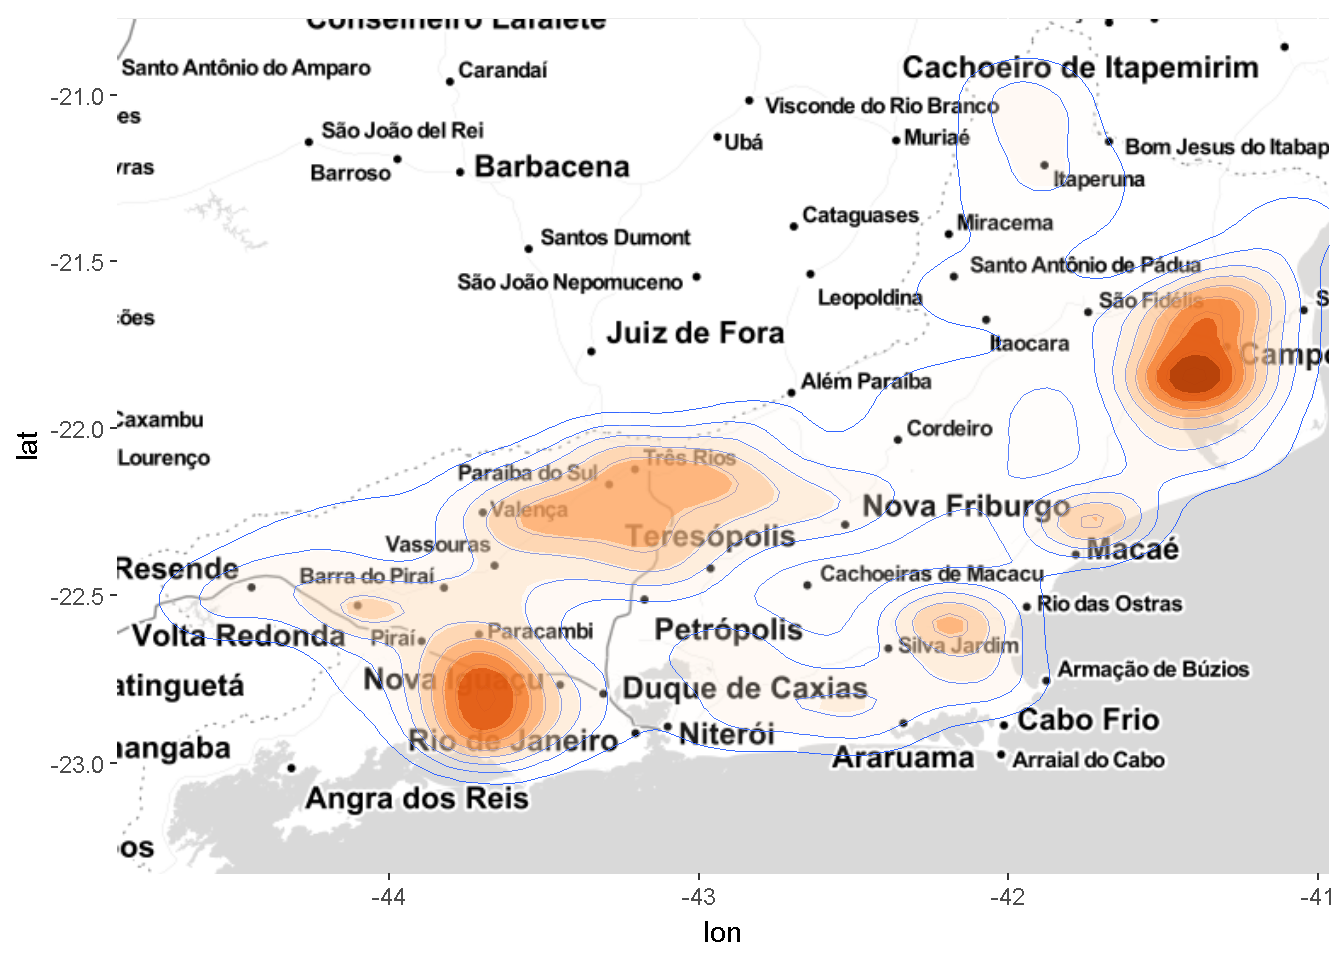 Conselheiro Lafaiete
Santo Antônio do Amparo
Carandaí
Cachoeiro de Itapemirim
-21.0
es
Visconde do Rio Branco
São João del Rei
Ubá
Muriaé
Bom Jesus do Itabap
vras
Barroso
Barbacena
Itaperuna
Cataguases
Miracema
Santos Dumont
-21.5
Santo Antônio de Pádua
São João Nepomuceno
Leopoldina
São Fidélis
S
ões
Juiz de Fora
Itaocara
Campo
Além Paraíba
Caxambu
-22.0
Cordeiro
Lourenço
Três Rios
Paraíba do Sul
Valença
Nova Friburgo
Teresópolis
Vassouras
Macaé
Resende
Barra do Piraí
Cachoeiras de Macacu
-22.5
Rio das Ostras
Volta Redonda
Piraí
Paracambi
Petrópolis
Silva Jardim
Armação de Búzios
atinguetá
Nova Iguaçu
Duque de Caxias
Cabo Frio
nangaba
Rio de Janeiro
Niterói
Araruama
Arraial do Cabo
-23.0
Angra dos Reis
os
-44
-43
-42
-41
lon
lat